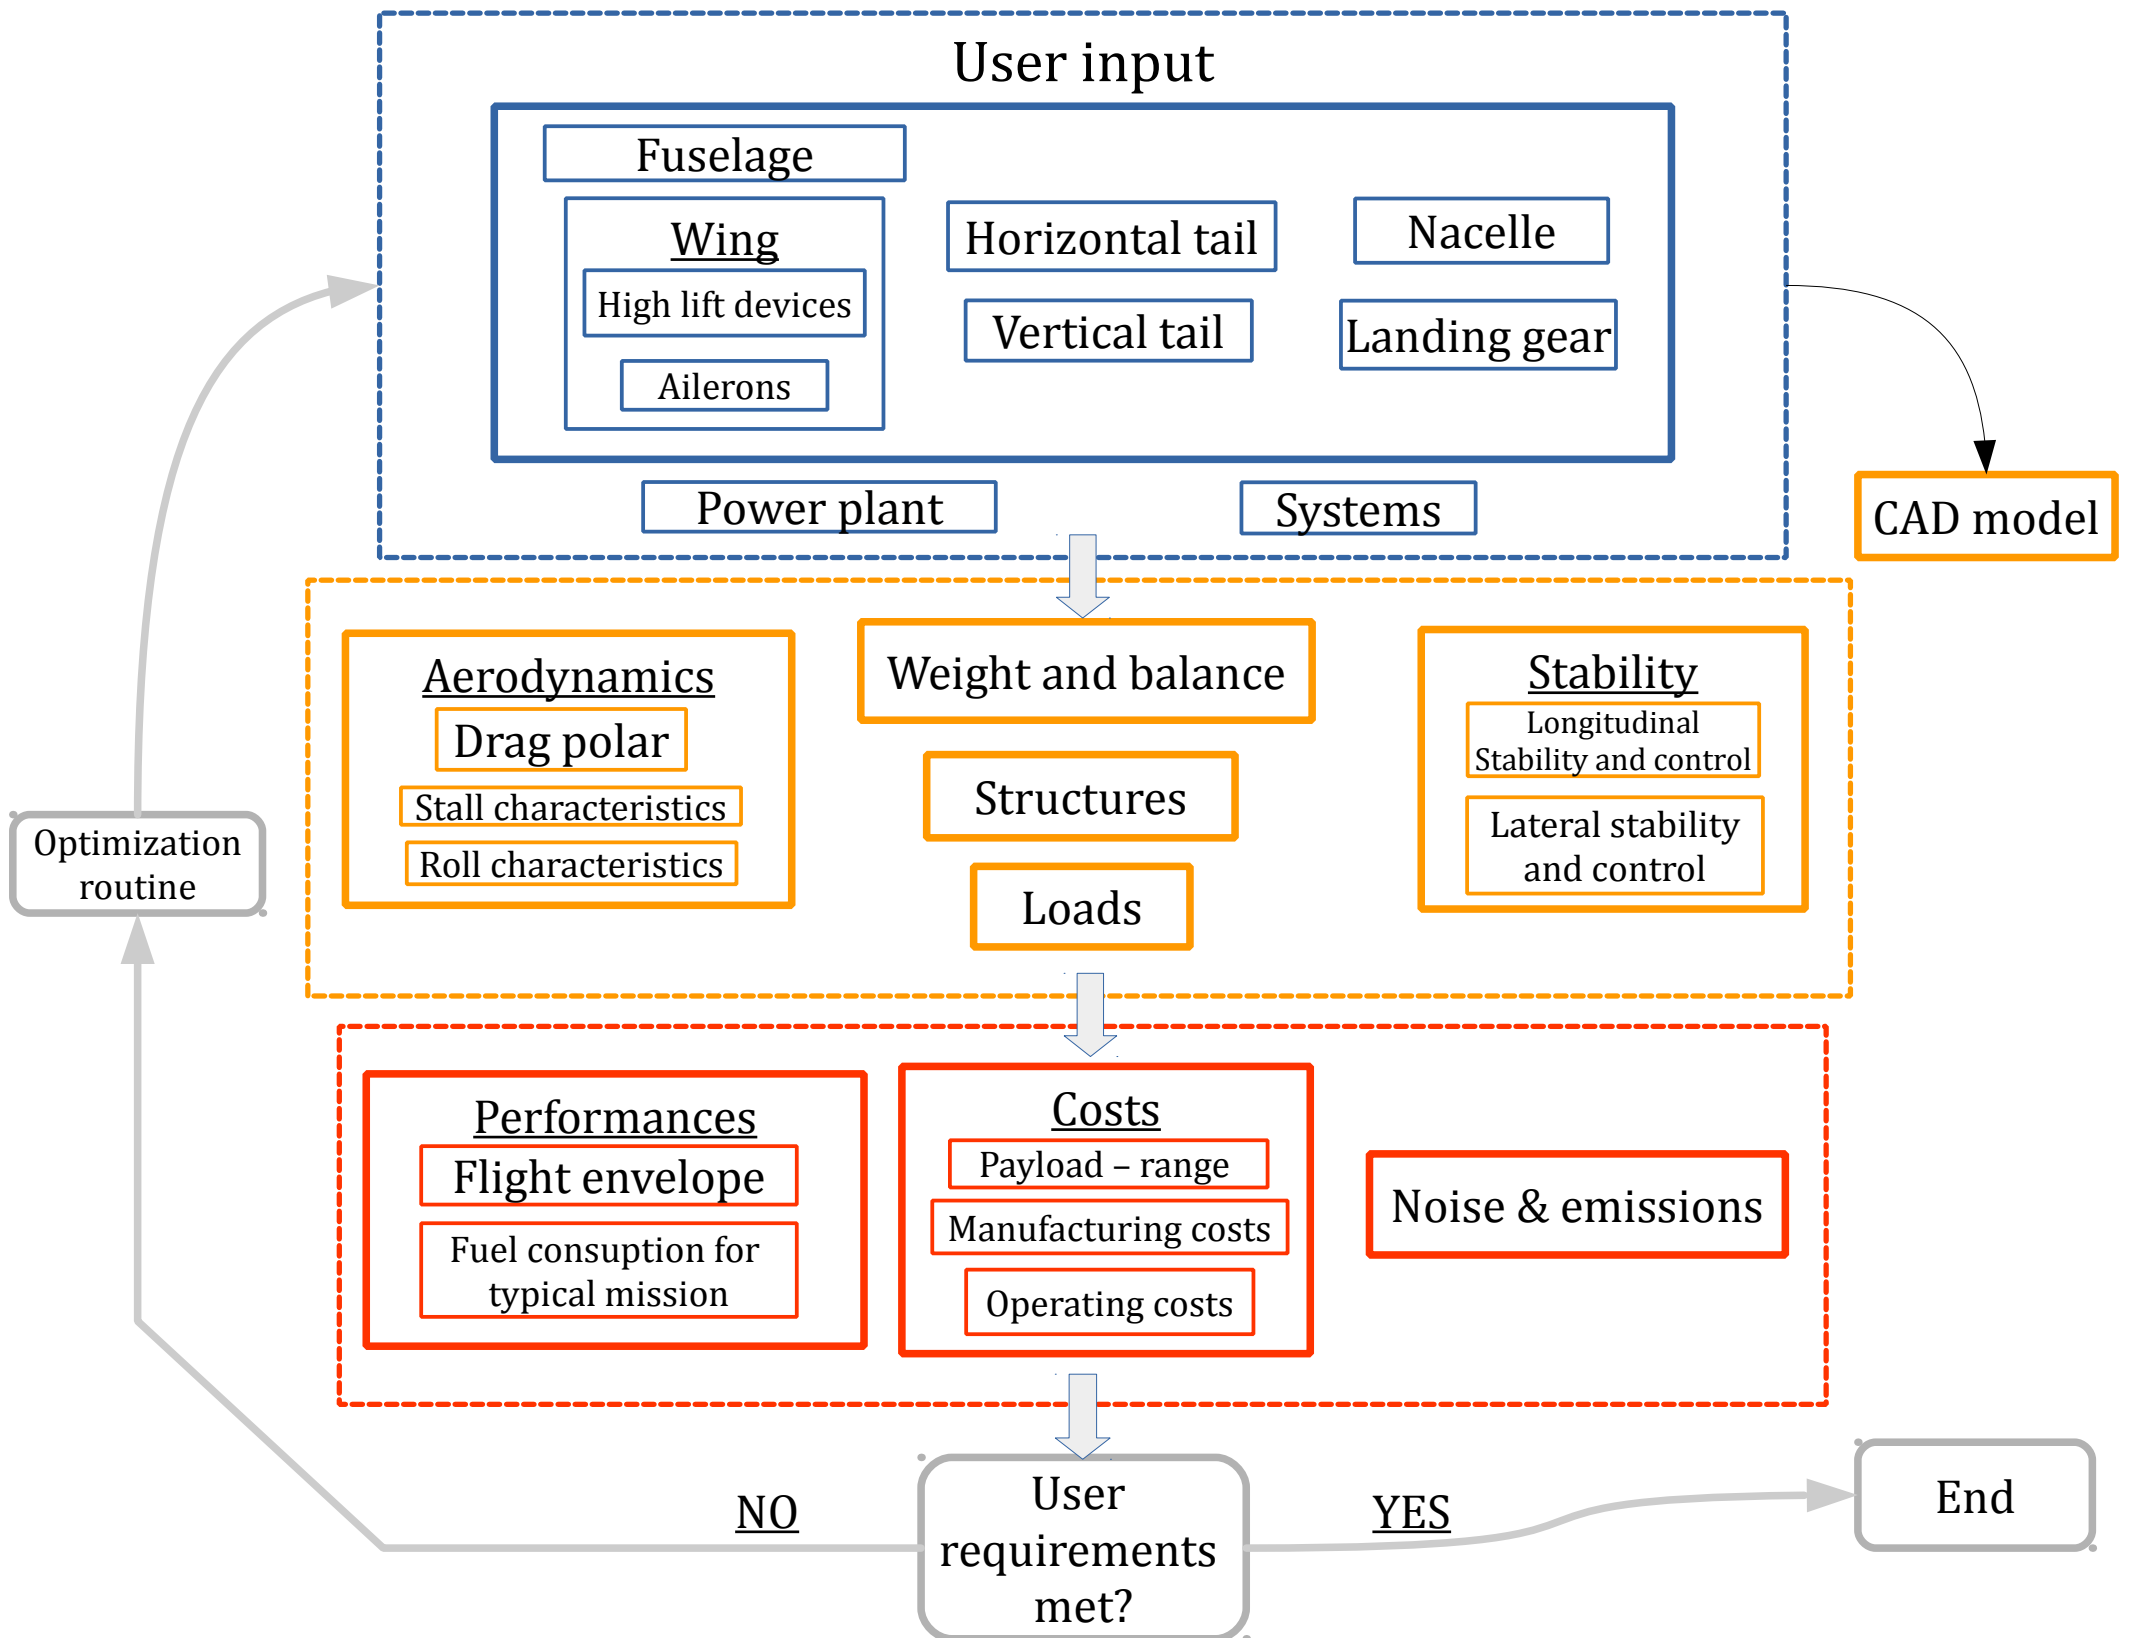 User input
Fuselage
Wing
High lift devices
Ailerons
Horizontal tail
Vertical tail
Nacelle
Landing gear
Power plant
Systems
CAD model
Aerodynamics
Drag polar
Stall characteristics
Roll characteristics
Weight and balance
Structures
Loads
Stability
Longitudinal
Stability and control
Lateral stability
and control
Optimization
routine
Performances
Flight envelope
Fuel consuption for
typical mission
Costs
Payload – range
Manufacturing costs
Operating costs
Noise & emissions
NO
User
requirements
met?
YES
End